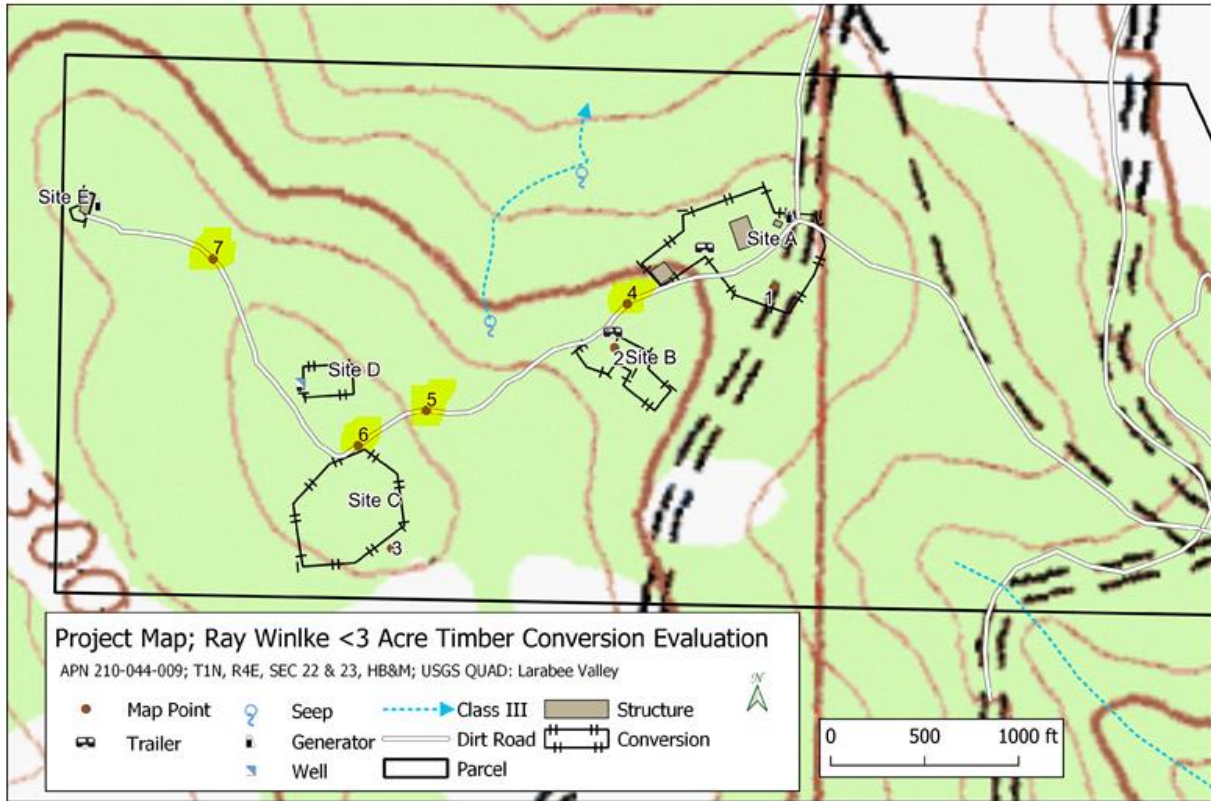 Site E
7
Site A
4
1
2Site B
Site D
5
6
Site C
3
300
Project Map; Ray Winlke <3 Acre Timber Conversion Evaluation
APN 210-044-009; T1N, R4E, SEC 22 & 23, HB&M; USGS QUAD: Larabee Valley
N
Map Point Seep Class III Structure
Trailer Generator Dirt Road Conversion
Well Parcel
0 500 1000 ft